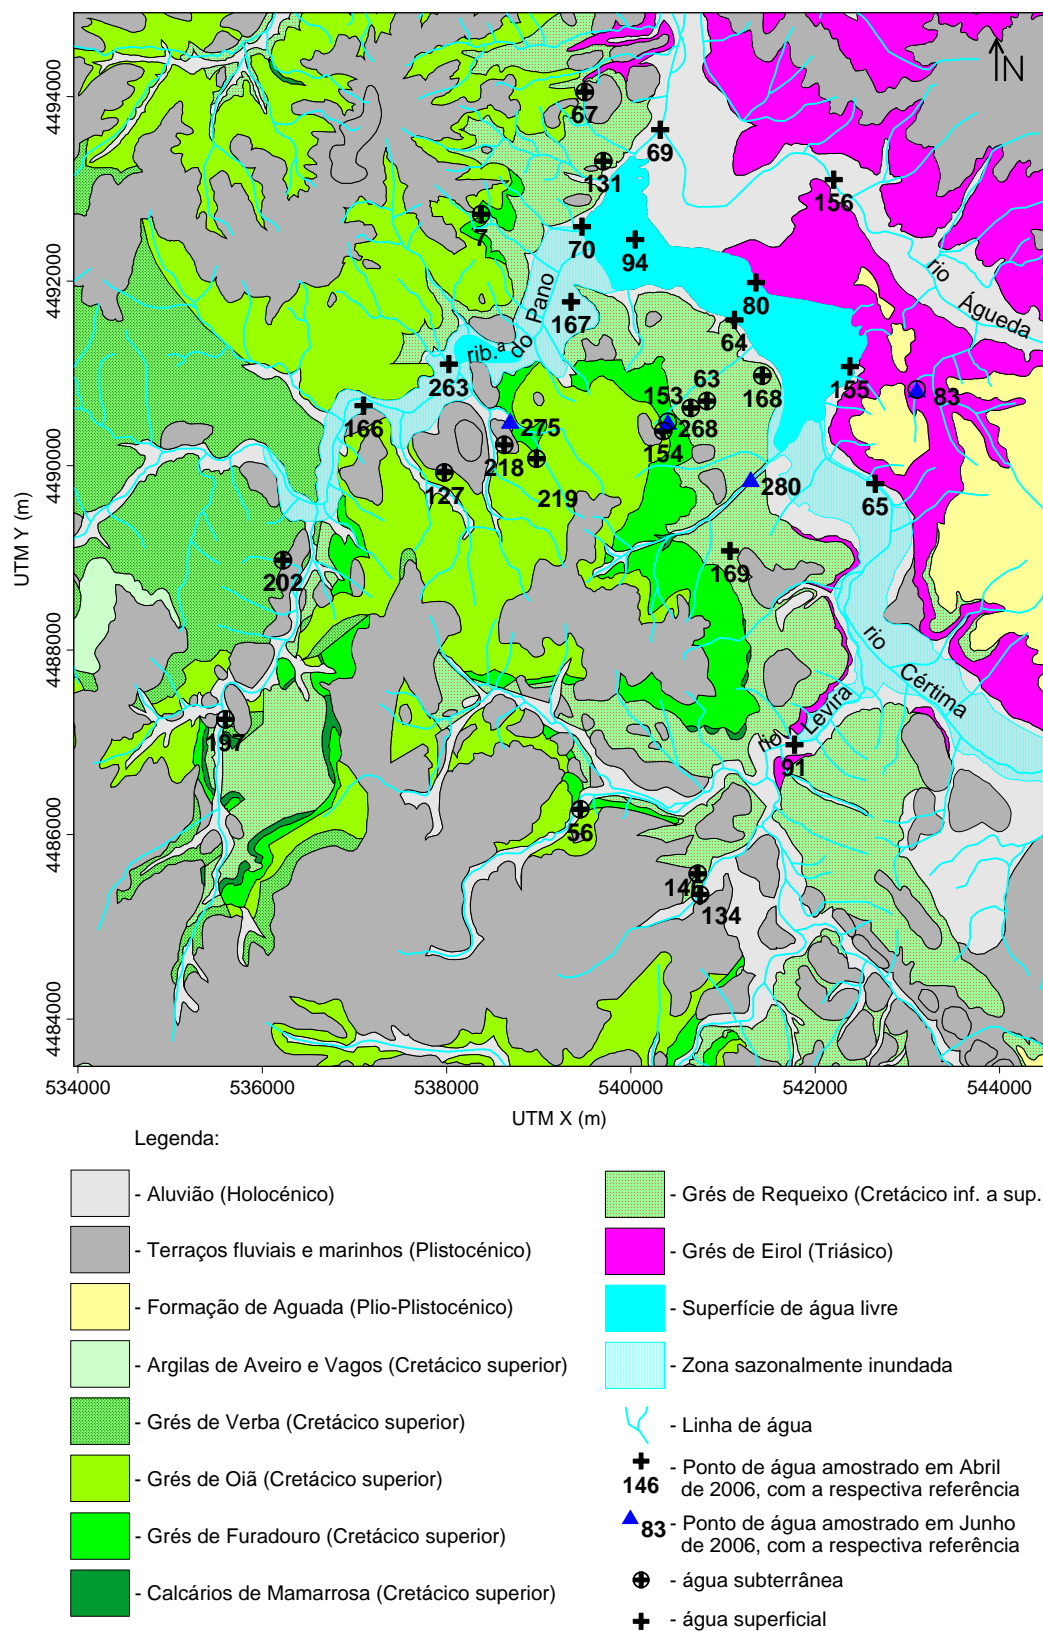 N
4494000
4492000
4490000
4488000
4486000
4484000
UTM Y (m)
67
69
131
156
7
70
94
rio
Águeda
80
Pano
do
rib.ª
167
64
263
155
153
63
168
83
166
275
268
154
218
127
219
280
65
202
169
rio
Cértima
197
rio
Levira
91
56
145
134
534000
536000
538000
540000
542000
544000
UTM X (m)
Legenda:
- Aluvião (Holocénico)
- Terraços fluviais e marinhos (Plistocénico)
- Formação de Aguada (Plio-Plistocénico)
- Argilas de Aveiro e Vagos (Cretácico superior)
- Grés de Verba (Cretácico superior)
- Grés de Oiã (Cretácico superior)
- Grés de Furadouro (Cretácico superior)
- Calcários de Mamarrosa (Cretácico superior)
- Grés de Requeixo (Cretácico inf. a sup.
- Grés de Eirol (Triásico)
- Superfície de água livre
- Zona sazonalmente inundada
- Linha de água
146 - Ponto de água amostrado em Abril
de 2006, com a respectiva referência
83 - Ponto de água amostrado em Junho
de 2006, com a respectiva referência
- água subterrânea
- água superficial